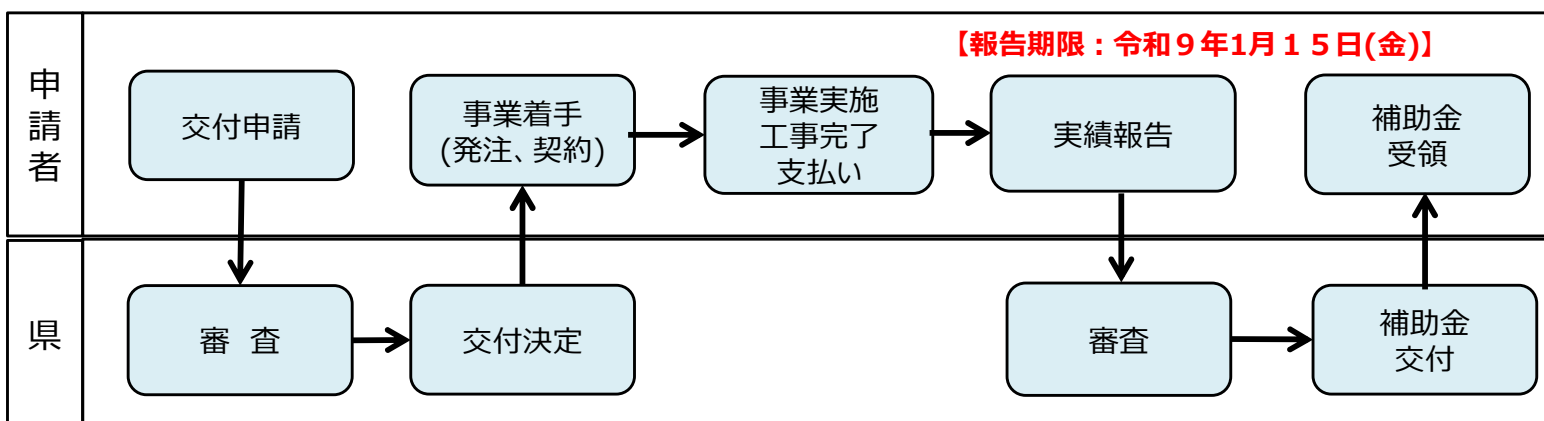 【報告期限：令和９年1月１５日(金)】
申
請
者
交付申請
事業着手
(発注、契約)
事業実施
工事完了
支払い
実績報告
補助金
受領
県
審　査
交付決定
審査
補助金
交付